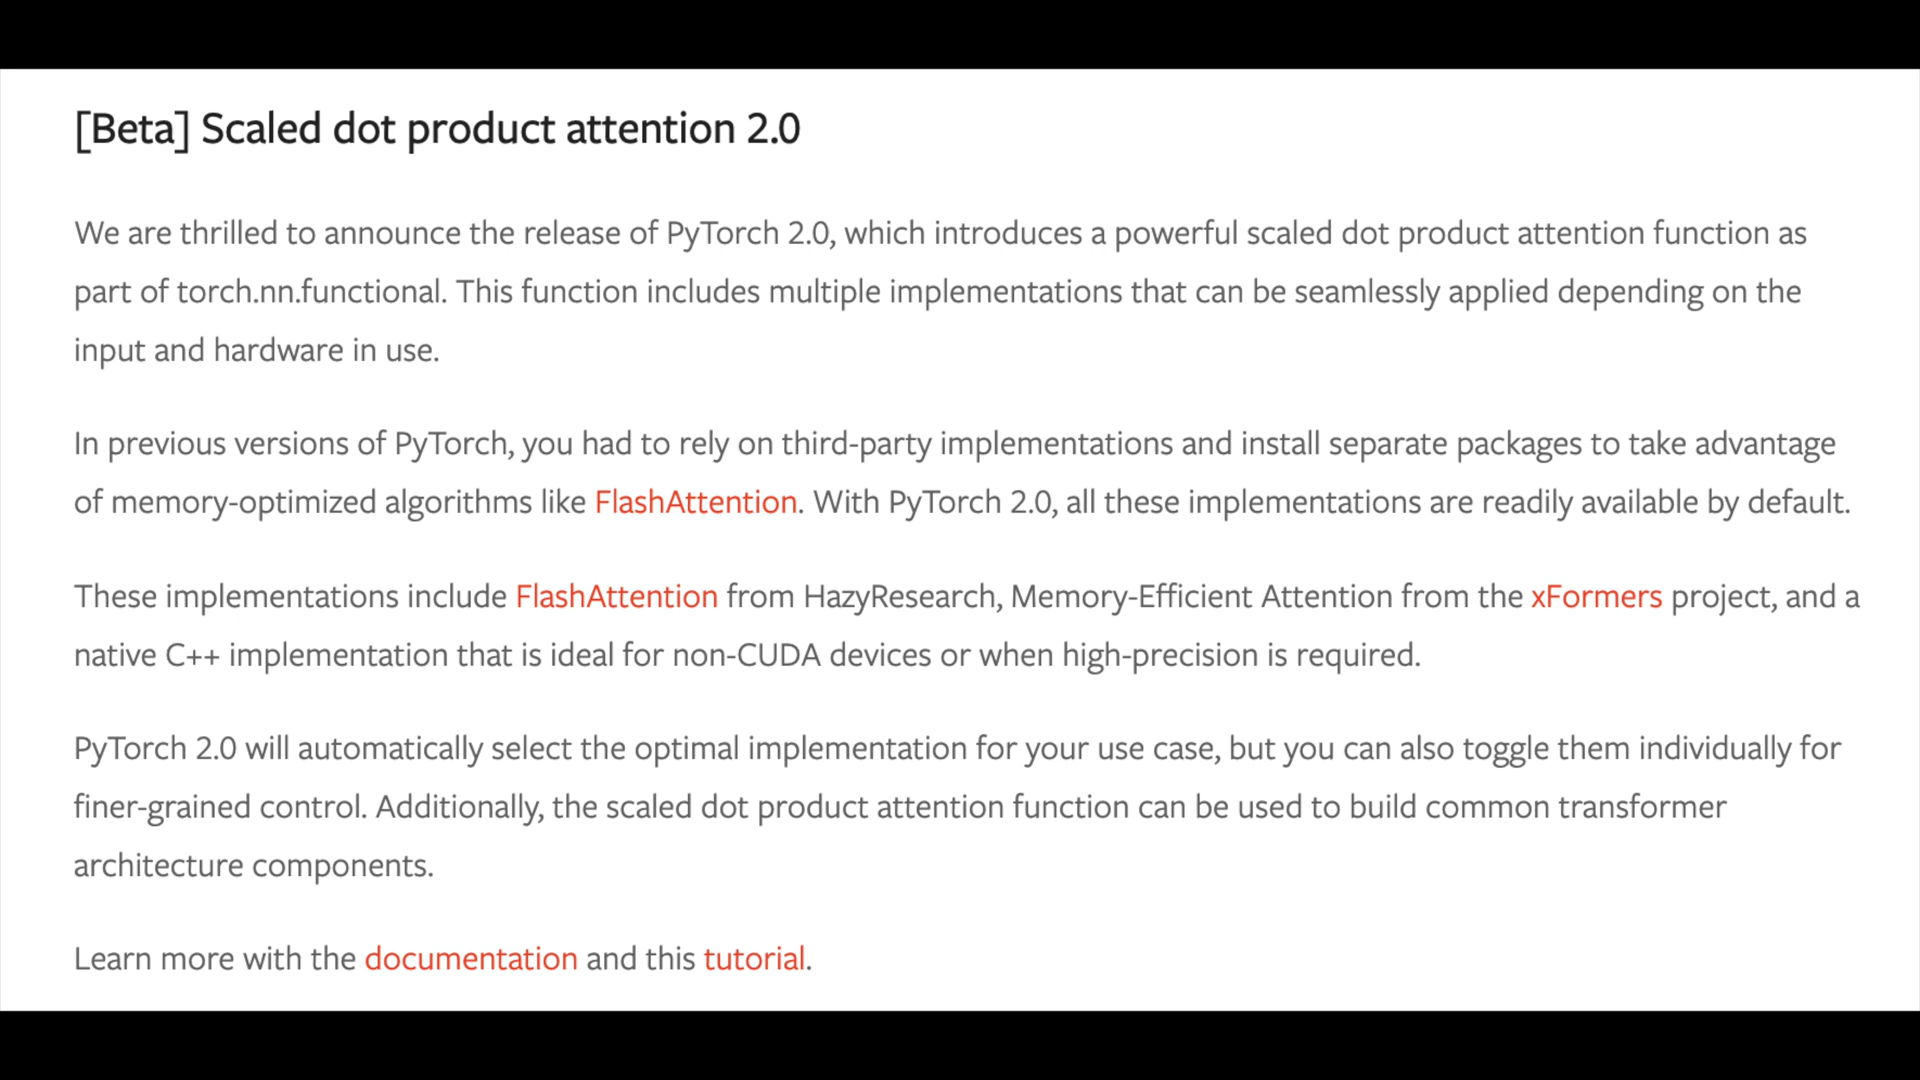 [Beta] Scaled dot product attention 2.0
We are thrilled to announce the release of PyTorch 2.0, which introduces a powerful scaled dot product attention function as
part of torch.nn.functional. This function includes multiple implementations that can be seamlessly applied depending on the
input and hardware in use.
In previous versions of PyTorch, you had to rely on third-party implementations and install separate packages to take advantage
of memory-optimized algorithms like FlashAttention. With PyTorch 2.0, all these implementations are readily available by default.
These implementations include FlashAttention from HazyResearch, Memory-Efficient Attention from the xFormers project, and a
native C++ implementation that is ideal for non-CUDA devices or when high-precision is required.
PyTorch 2.0 will automatically select the optimal implementation for your use case, but you can also toggle them individually for
finer-grained control. Additionally, the scaled dot product attention function can be used to build common transformer
architecture components.
Learn more with the documentation and this tutorial.